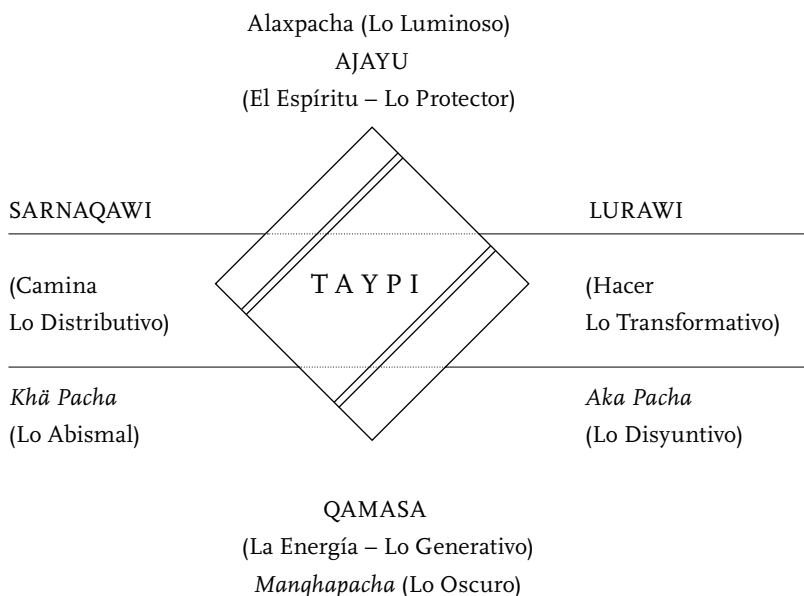 Alaxpacha (Lo Luminoso)
AJAYU
(El Espíritu – Lo Protector)
SARNAQAWI
LURAWI
TAYPI
(Camina
Lo Distributivo)
(Hacer
Lo Transformativo)
Khä Pacha
(Lo Abismal)
Aka Pacha
(Lo Disyuntivo)
QAMASA
(La Energía – Lo Generativo)
Manqhapacha (Lo Oscuro)